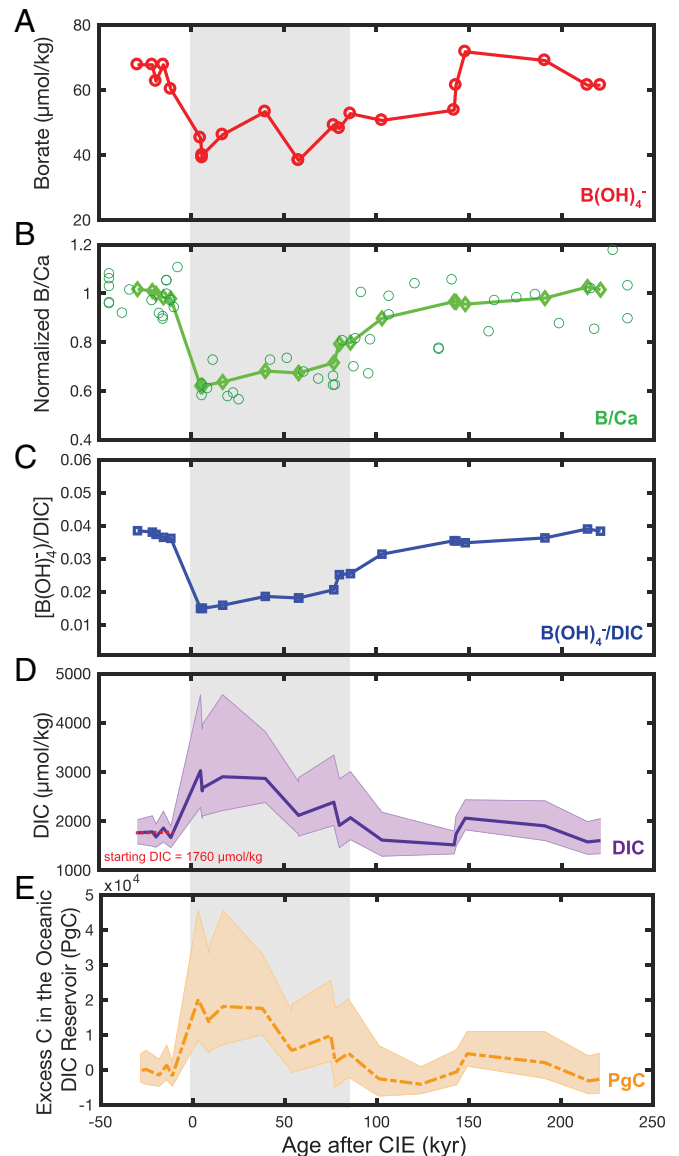 A
80
60
40
20
Borate (μmol/kg)
B(OH)₄⁻
B
1.2
1
0.8
0.6
0.4
Normalized B/Ca
B/Ca
C
0.06
0.05
0.04
0.03
0.02
0.01
[B(OH)₄⁻)/DIC]
B(OH)₄⁻/DIC
D
5000
4000
3000
2000
1000
DIC (μmol/kg)
starting DIC = 1760 μmol/kg
DIC
E
×10⁴
5
4
3
2
1
0
-1
Excess C in the Oceanic
DIC Reservoir (PgC)
PgC
-50 0 50 100 150 200 250
Age after CIE (kyr)